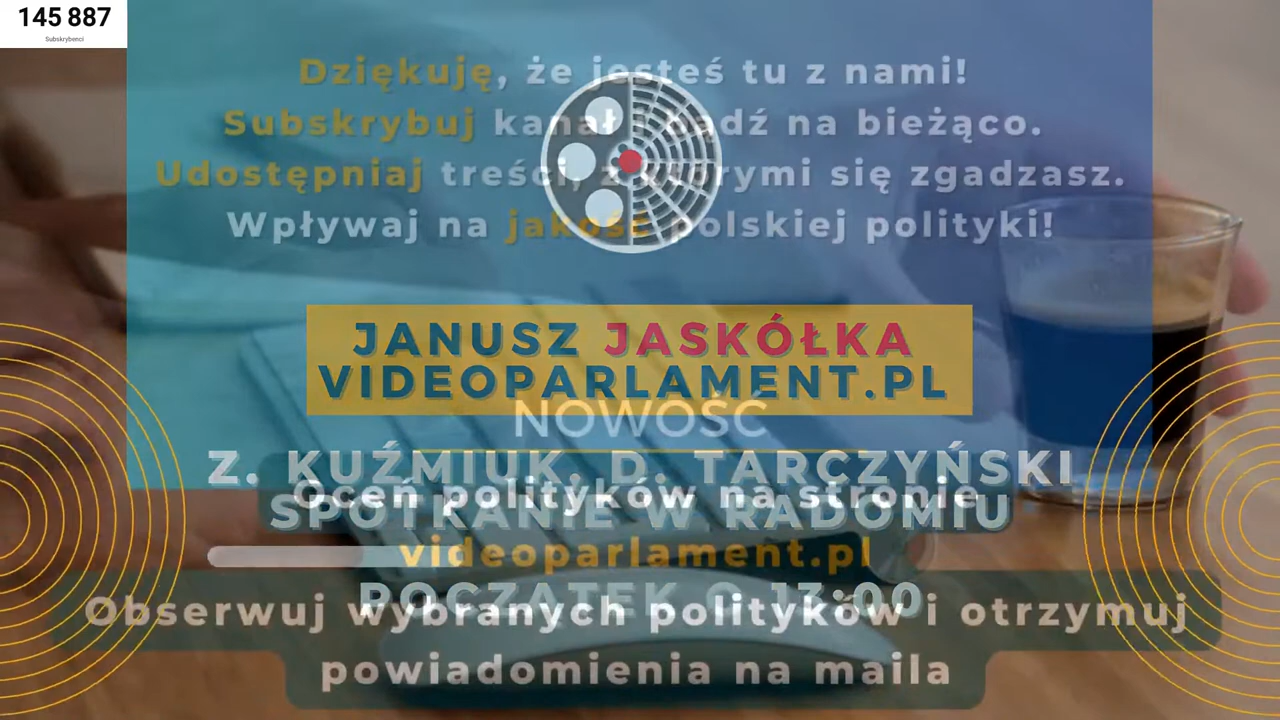 145 887
Subskrybenci
Dziękuję, że jesteś tu z nami!
Subskrybuj kanał bądź na bieżąco.
Udostępniaj treści, z którymi się zgadzasz.
Wpływaj na jakość polskiej polityki!
JANUSZ JASKÓŁKA
VIDEOPARLAMENT.PL
NOWOŚĆ
Z. KUŹMIUK, D. TARCZYŃSKI
Oceń polityków na stronie
SPOTKANIE W RADOMIU
videoparlament.pl
POCZĄTEK O 13:00
Obserwuj wybranych polityków i otrzymuj
powiadomienia na maila